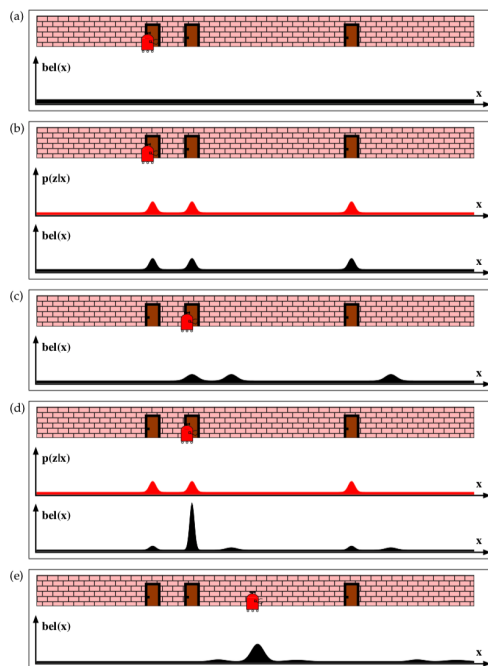 (a)
bel(x)
x
(b)
p(z|x)
x
bel(x)
x
(c)
bel(x)
x
(d)
p(z|x)
x
bel(x)
x
(e)
bel(x)
x